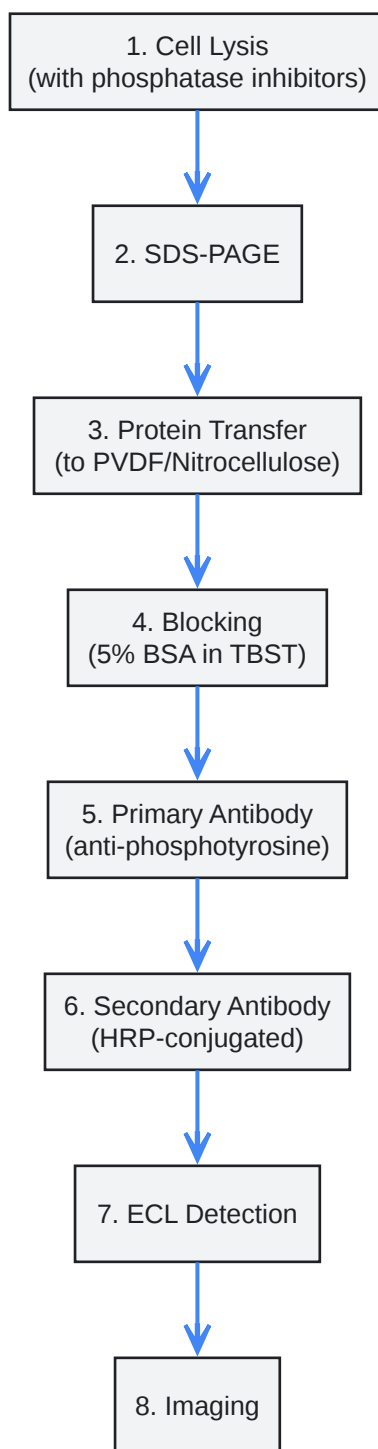 1. Cell Lysis
(with phosphatase inhibitors)
2. SDS-PAGE
3. Protein Transfer
(to PVDF/Nitrocellulose)
4. Blocking
(5% BSA in TBST)
5. Primary Antibody
(anti-phosphotyrosine)
6. Secondary Antibody
(HRP-conjugated)
7. ECL Detection
8. Imaging